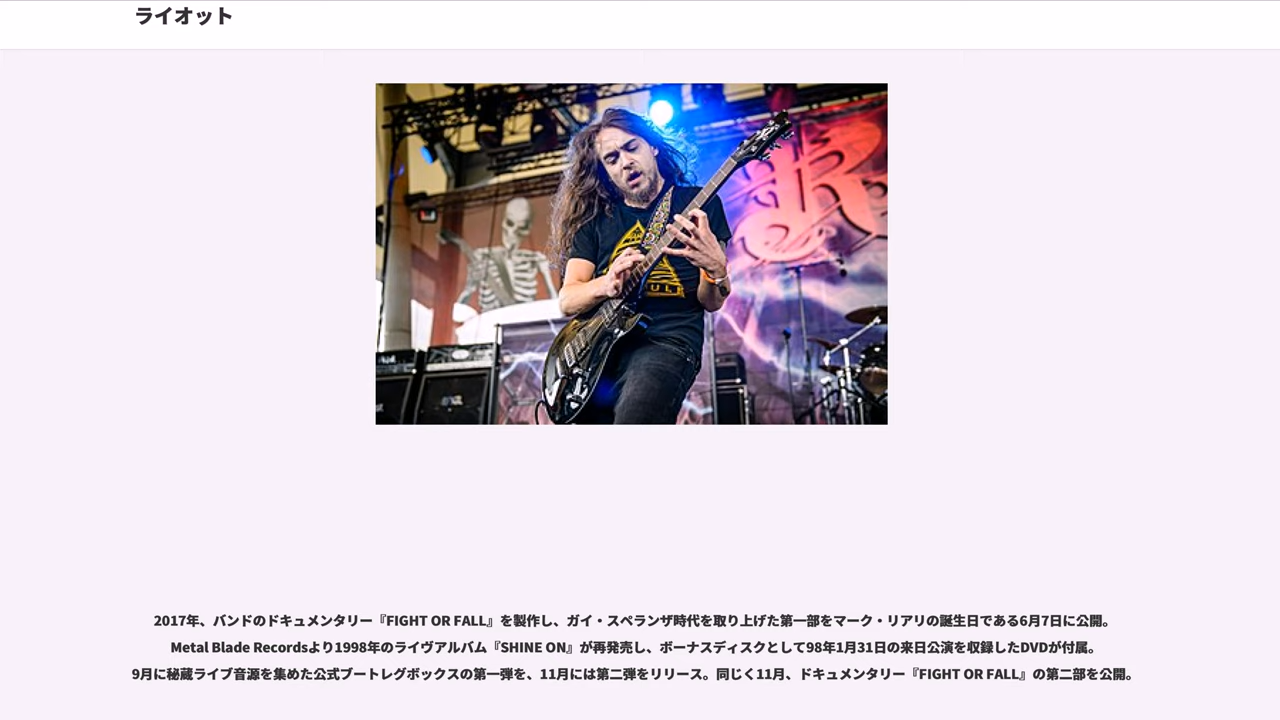 ライオット
2017年、バンドのドキュメンタリー『FIGHT OR FALL』を製作し、ガイ・スペランザ時代を取り上げた第一部をマーク・リアリの誕生日である6月7日に公開。
Metal Blade Recordsより1998年のライヴアルバム『SHINE ON』が再発売し、ボーナスディスクとして98年1月31日の来日公演を収録したDVDが付属。
9月に秘蔵ライブ音源を集めた公式ブートレグボックスの第一弾を、11月には第二弾をリリース。同じく11月、ドキュメンタリー『FIGHT OR FALL』の第二部を公開。